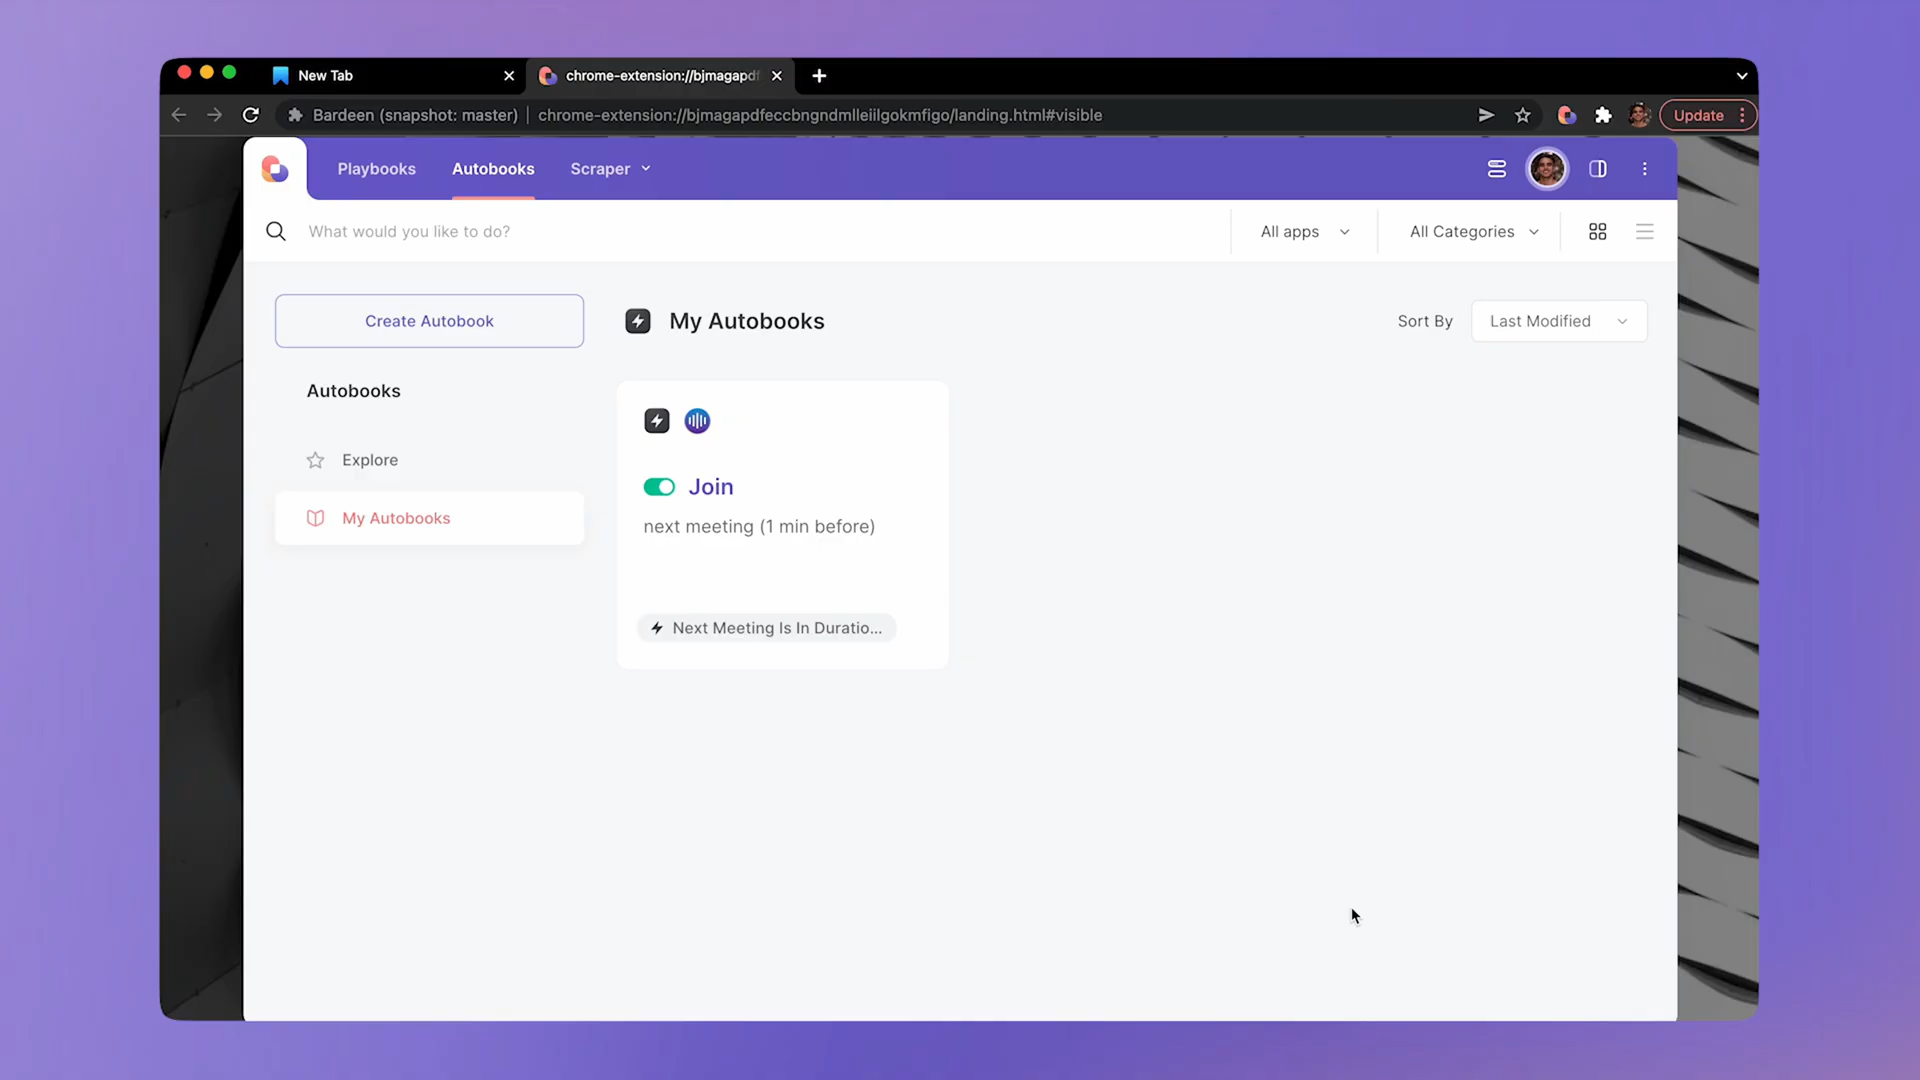 New Tab
chrome-extension://bjmagapdf
Bardeen (snapshot: master) | chrome-extension://bjmagapdfeccbngndmlleiilgokmfigo/landing.html#visible
Update
Playbooks
Autobooks
Scraper
What would you like to do?
All apps
All Categories
Create Autobook
My Autobooks
Sort By
Last Modified
Autobooks
Explore
My Autobooks
Join
next meeting (1 min before)
Next Meeting Is In Duratio...